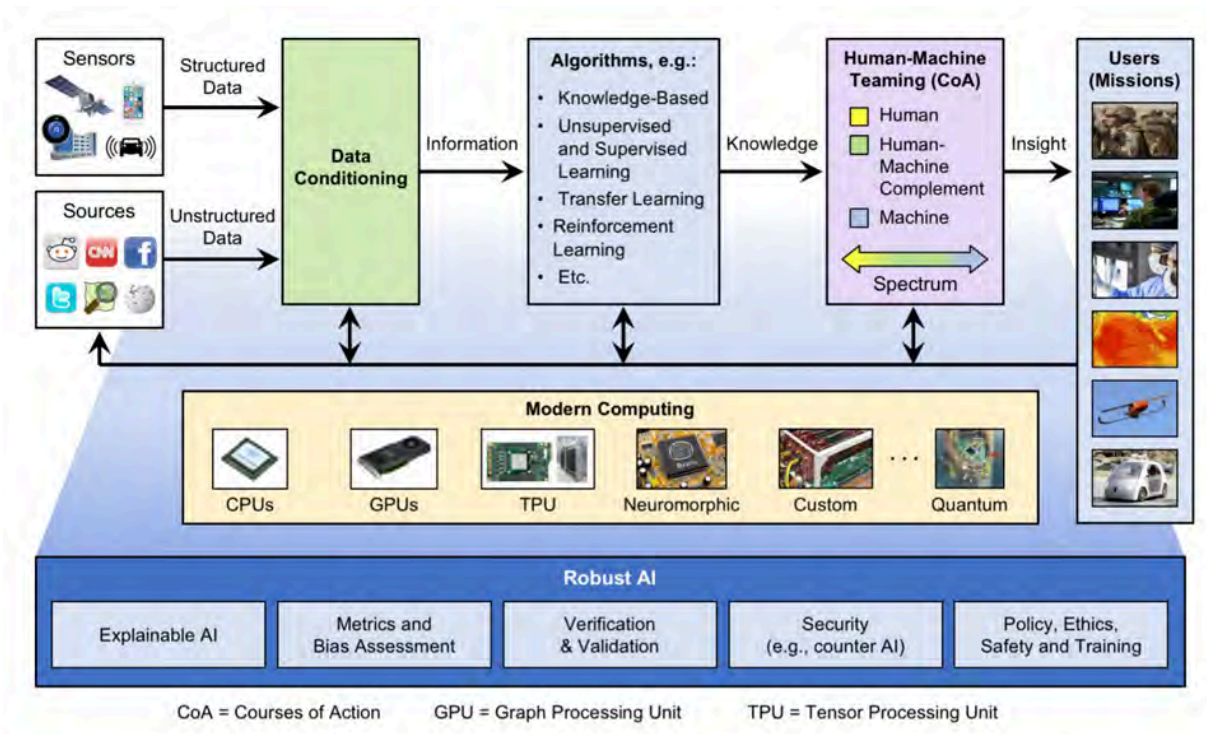 Sensors
Structured
Data
Sources
CNN
Unstructured
Data
Data
Conditioning
Information
Algorithms, e.g.:
• Knowledge-Based
• Unsupervised
and Supervised
Learning
• Transfer Learning
• Reinforcement
Learning
• Etc.
Knowledge
Human-Machine
Teaming (CoA)
Human
Human-
Machine
Complement
Machine
Spectrum
Insight
Users
(Missions)
Modern Computing
CPUs
GPUs
TPU
Neuromorphic
Custom
...
Quantum
Robust AI
Explainable AI
Metrics and
Bias Assessment
Verification
& Validation
Security
(e.g., counter AI)
Policy, Ethics,
Safety and Training
CoA = Courses of Action GPU = Graph Processing Unit TPU = Tensor Processing Unit